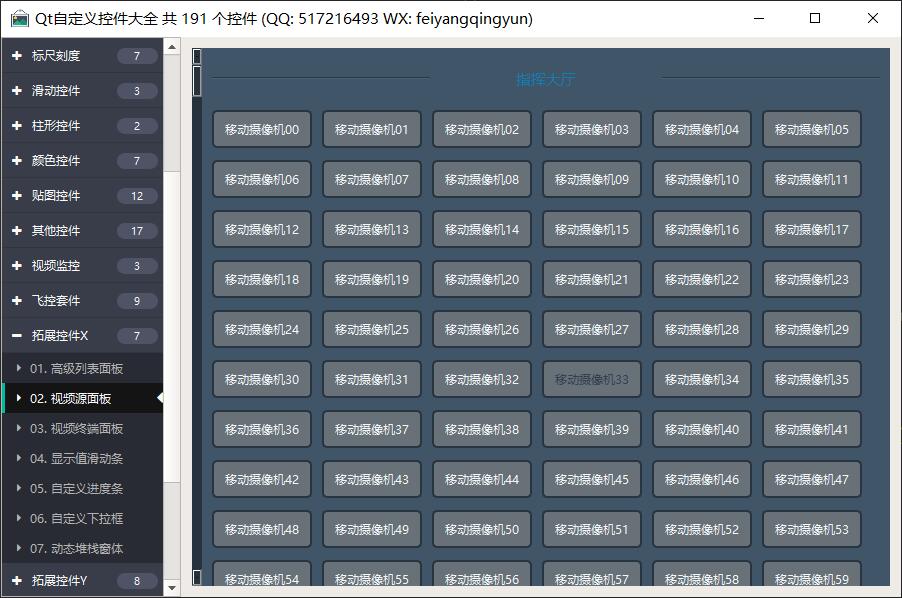 Qt自定义控件大全 共 191 个控件 (QQ: 517216493 WX: feiyangqingyun)
标尺刻度 7
滑动控件 3
柱形控件 2
颜色控件 7
贴图控件 12
其他控件 17
视频监控 3
飞控套件 9
拓展控件X 7
01. 高级列表面板
02. 视频源面板
03. 视频终端面板
04. 显示值滑动条
05. 自定义进度条
06. 自定义下拉框
07. 动态堆栈窗体
拓展控件Y 8
指挥大厅
移动摄像机00 移动摄像机01 移动摄像机02 移动摄像机03 移动摄像机04 移动摄像机05
移动摄像机06 移动摄像机07 移动摄像机08 移动摄像机09 移动摄像机10 移动摄像机11
移动摄像机12 移动摄像机13 移动摄像机14 移动摄像机15 移动摄像机16 移动摄像机17
移动摄像机18 移动摄像机19 移动摄像机20 移动摄像机21 移动摄像机22 移动摄像机23
移动摄像机24 移动摄像机25 移动摄像机26 移动摄像机27 移动摄像机28 移动摄像机29
移动摄像机30 移动摄像机31 移动摄像机32 移动摄像机33 移动摄像机34 移动摄像机35
移动摄像机36 移动摄像机37 移动摄像机38 移动摄像机39 移动摄像机40 移动摄像机41
移动摄像机42 移动摄像机43 移动摄像机44 移动摄像机45 移动摄像机46 移动摄像机47
移动摄像机48 移动摄像机49 移动摄像机50 移动摄像机51 移动摄像机52 移动摄像机53
移动摄像机54 移动摄像机55 移动摄像机56 移动摄像机57 移动摄像机58 移动摄像机59